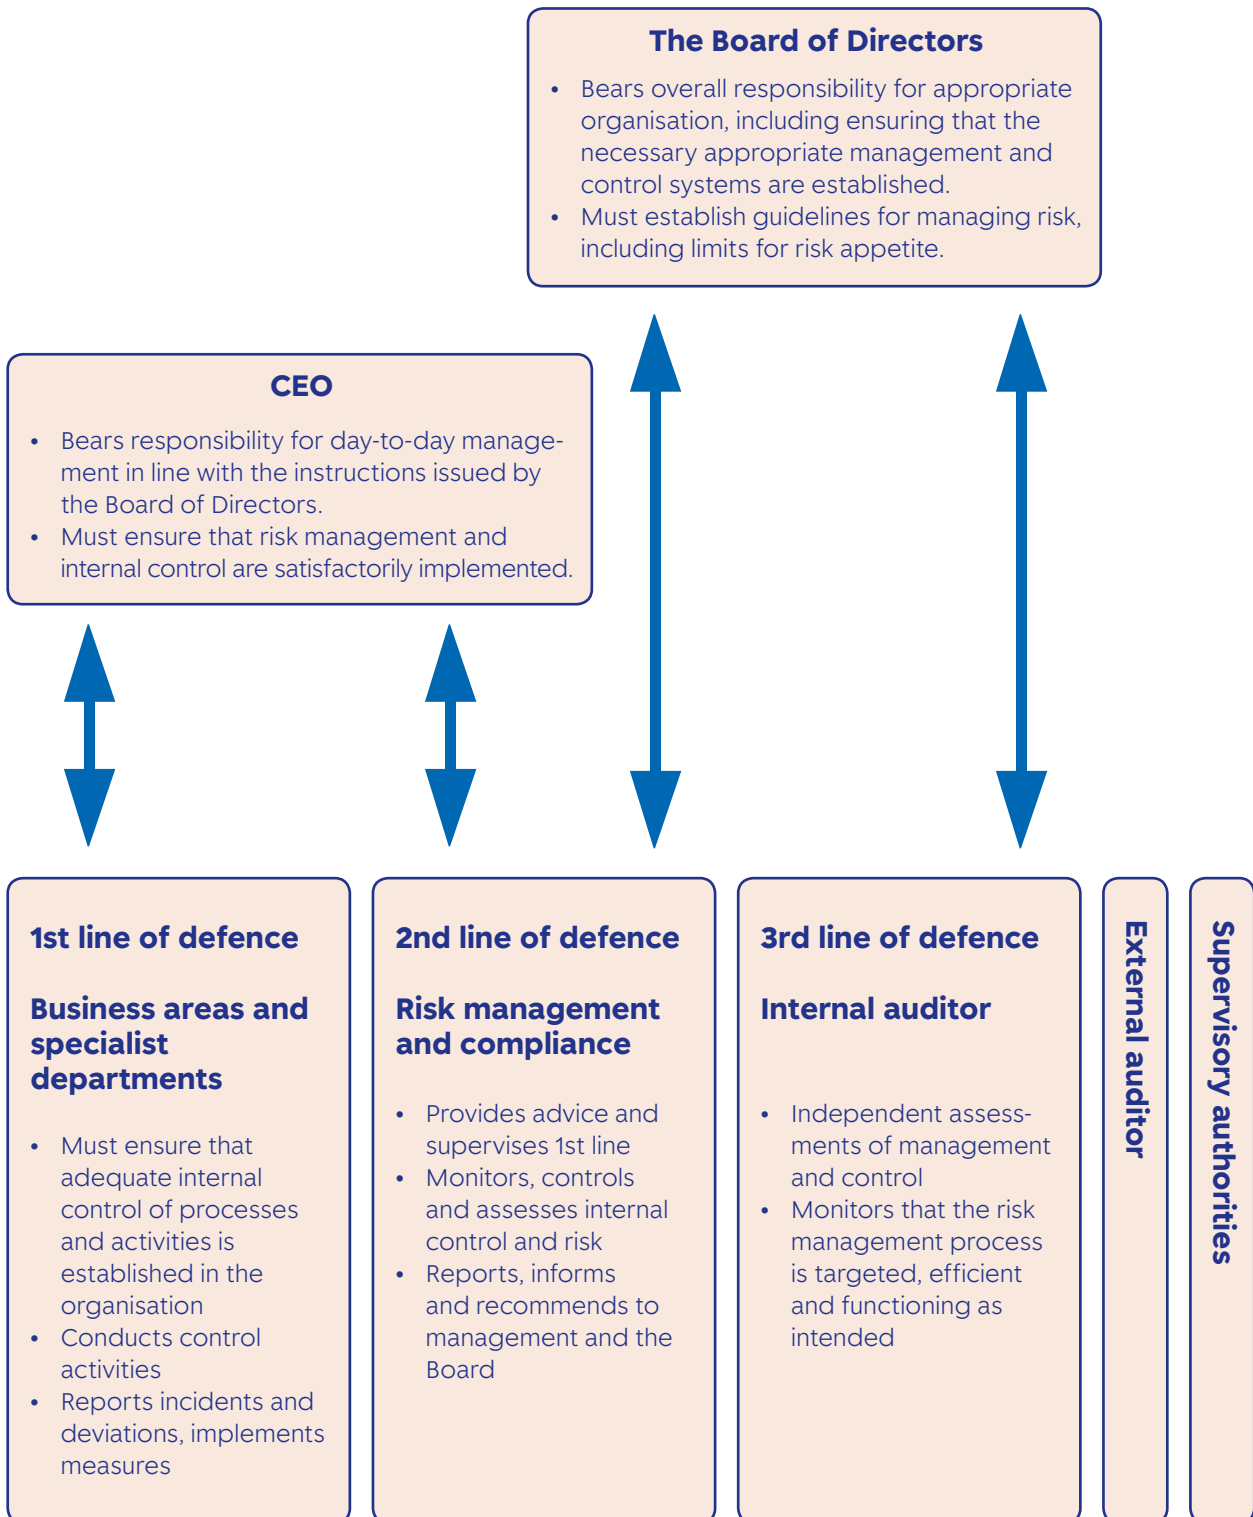 The Board of Directors
• Bears overall responsibility for appropriate
organisation, including ensuring that the
necessary appropriate management and
control systems are established.
• Must establish guidelines for managing risk,
including limits for risk appetite.
CEO
• Bears responsibility for day-to-day manage-
ment in line with the instructions issued by
the Board of Directors.
• Must ensure that risk management and
internal control are satisfactorily implemented.
1st line of defence
Business areas and
specialist
departments
• Must ensure that
adequate internal
control of processes
and activities is
established in the
organisation
• Conducts control
activities
• Reports incidents and
deviations, implements
measures
2nd line of defence
Risk management
and compliance
• Provides advice and
supervises 1st line
• Monitors, controls
and assesses internal
control and risk
• Reports, informs
and recommends to
management and the
Board
3rd line of defence
Internal auditor
• Independent assess-
ments of management
and control
• Monitors that the risk
management process
is targeted, efficient
and functioning as
intended
External auditor
Supervisory authorities